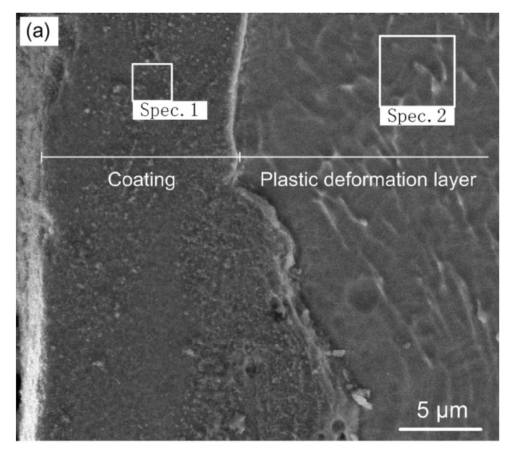 (a)
Spec.1
Spec.2
Coating
Plastic deformation layer
5 μm